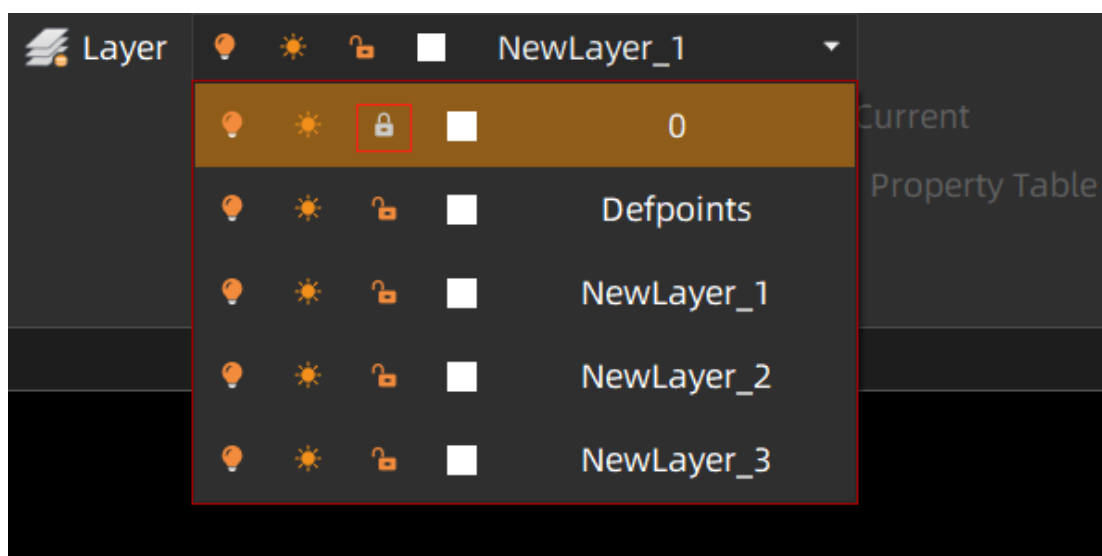 Layer NewLayer_1
0
Current
Defpoints
Property Table
NewLayer_1
NewLayer_2
NewLayer_3